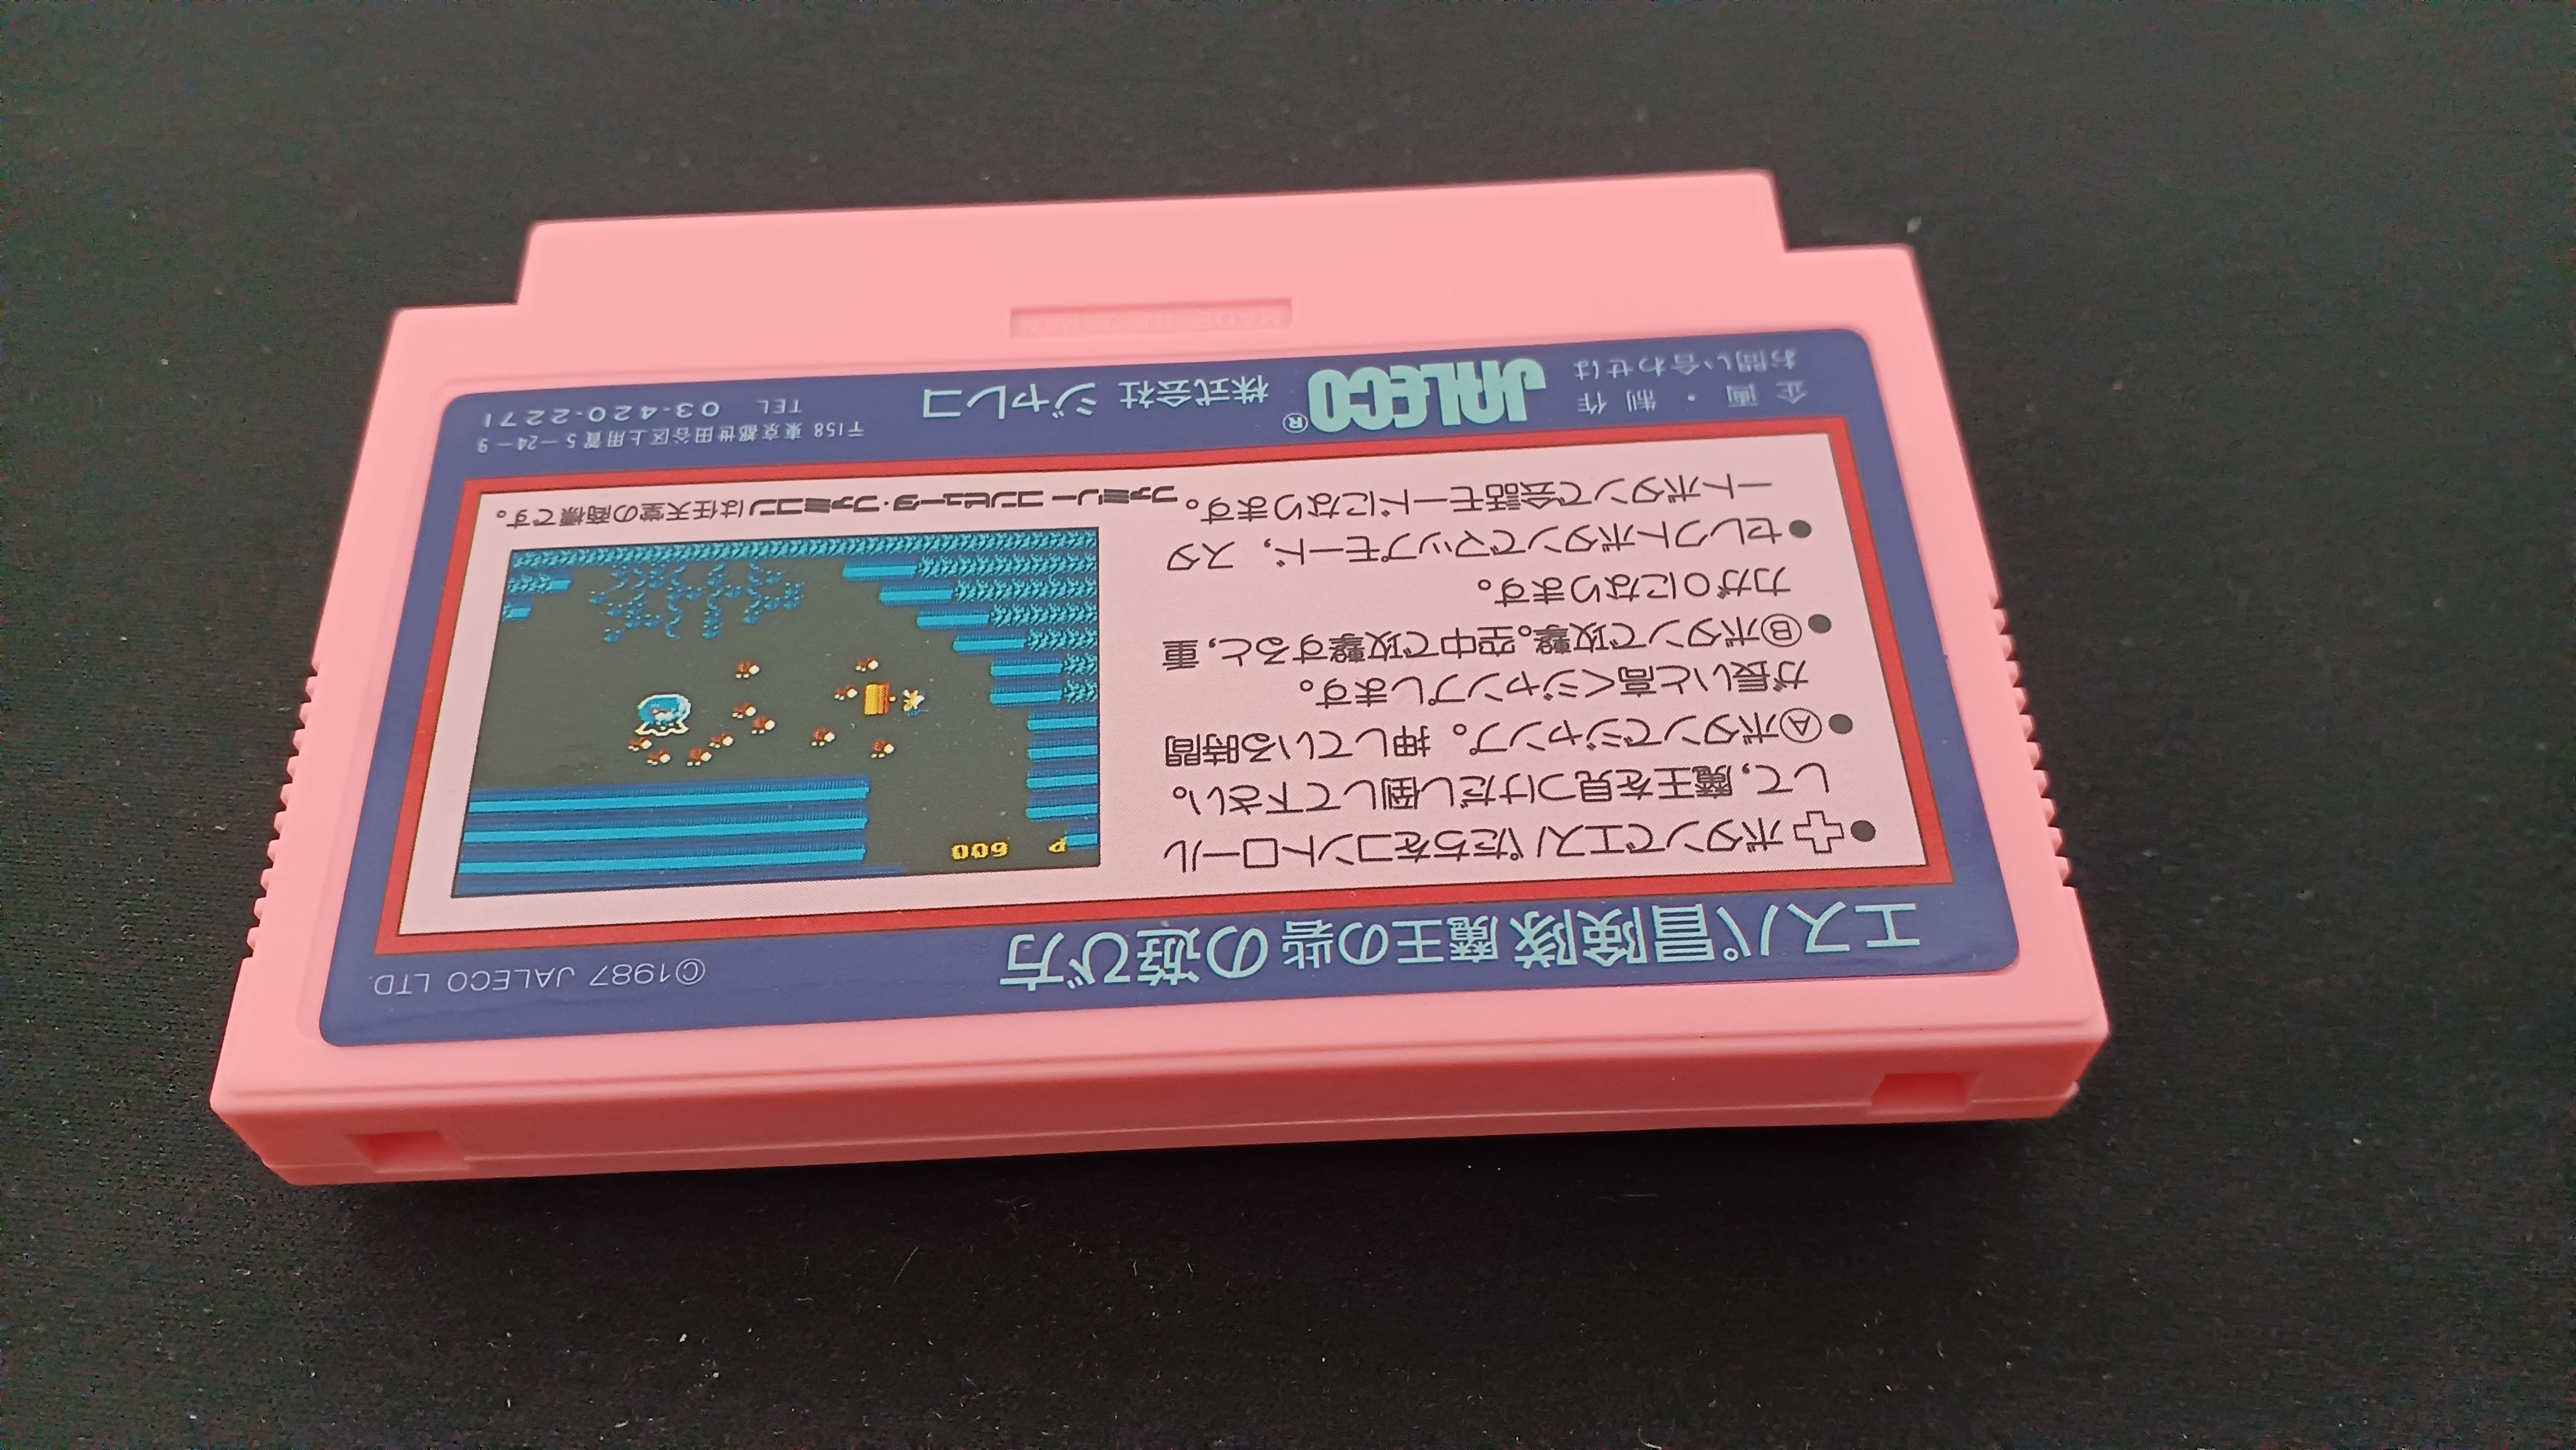 エスパ冒険隊 魔王の砦 の遊び方
©1987 JALECO LTD.
●✚ボタンでエスパたちをコントロール
して,魔王を見つけだし倒して下さい。
●Ⓐボタンでジャンプ。押している時間
が長いと高くジャンプします。
●Ⓑボタンで攻撃。空中で攻撃すると,重
力が0になります。
●セレクトボタンでマップモード,スタ
ートボタンで会話モードになります。
P 600
ファミリーコンピュータ・ファミコンは任天堂の商標です。
企画・制作
お問い合わせは
JALECO®
株式会社 ジャレコ
〒158 東京都世田谷区上用賀5-24-9
TEL 03-420-2271
MADE IN JAPAN